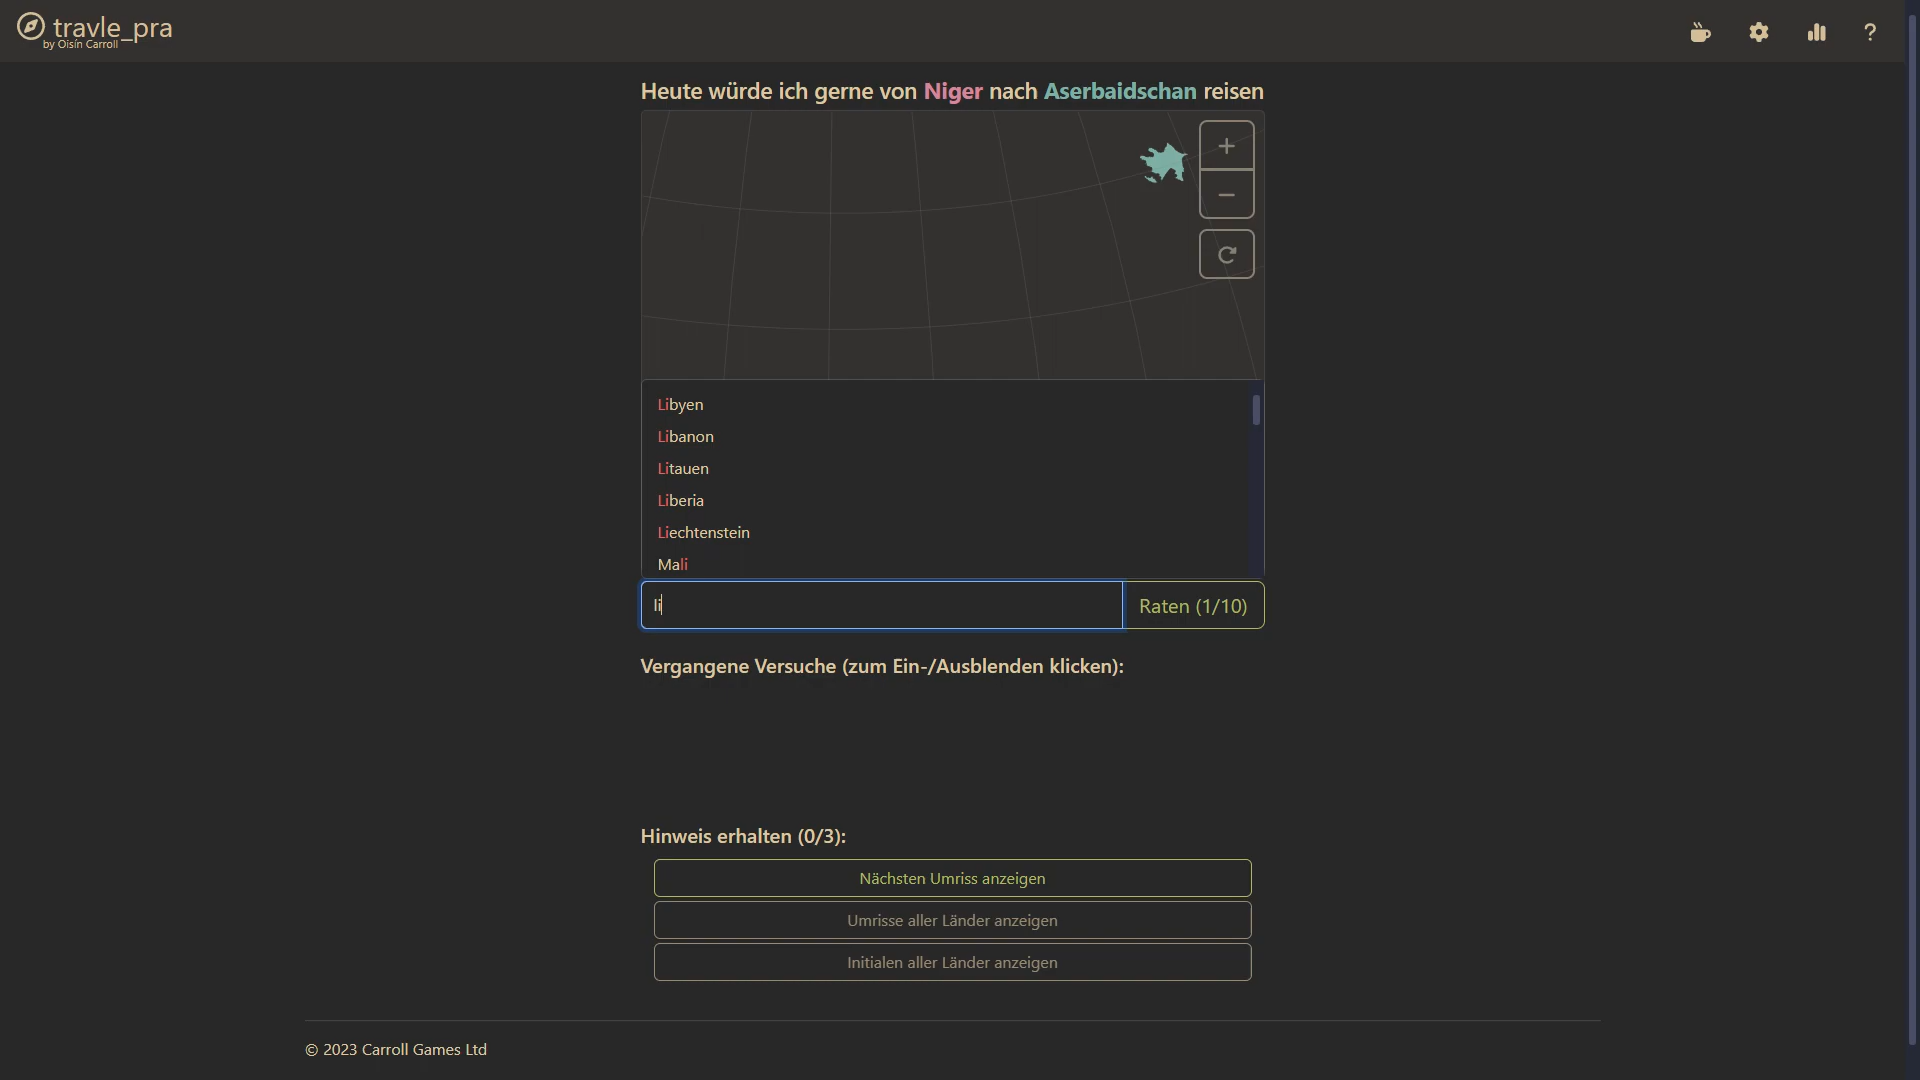 travle_pra
by Oisín Carroll
?
Heute würde ich gerne von Niger nach Aserbaidschan reisen
+
−
Libyen
Libanon
Litauen
Liberia
Liechtenstein
Mali
li
Raten (1/10)
Vergangene Versuche (zum Ein-/Ausblenden klicken):
Hinweis erhalten (0/3):
Nächsten Umriss anzeigen
Umrisse aller Länder anzeigen
Initialen aller Länder anzeigen
© 2023 Carroll Games Ltd